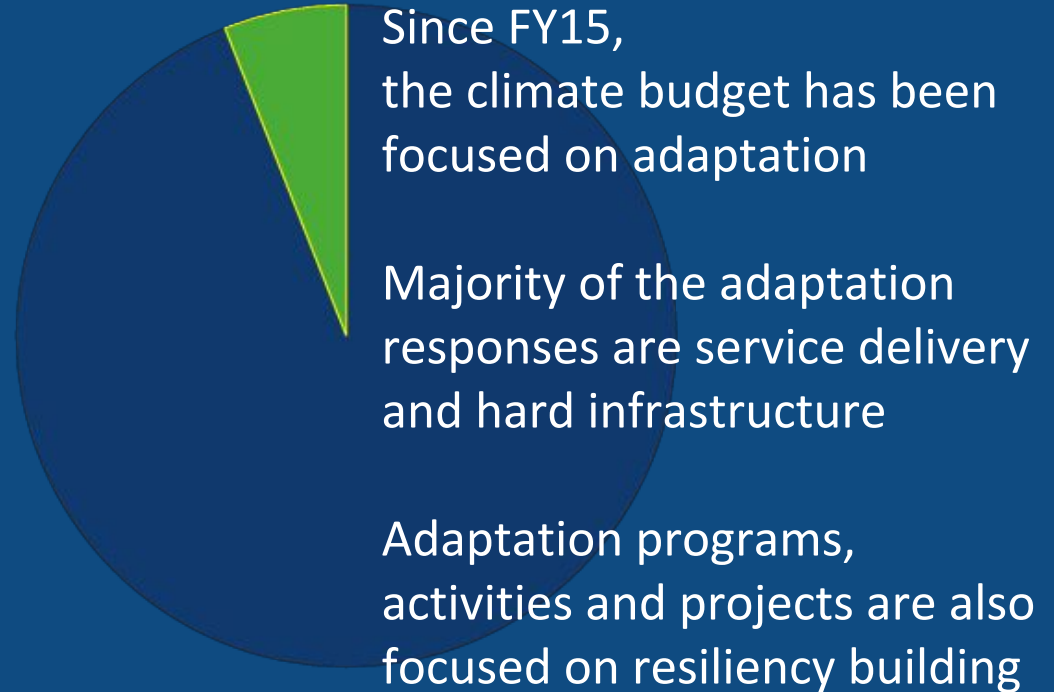 Since FY15,
the climate budget has been
focused on adaptation
Majority of the adaptation
responses are service delivery
and hard infrastructure
Adaptation programs,
activities and projects are also
focused on resiliency building